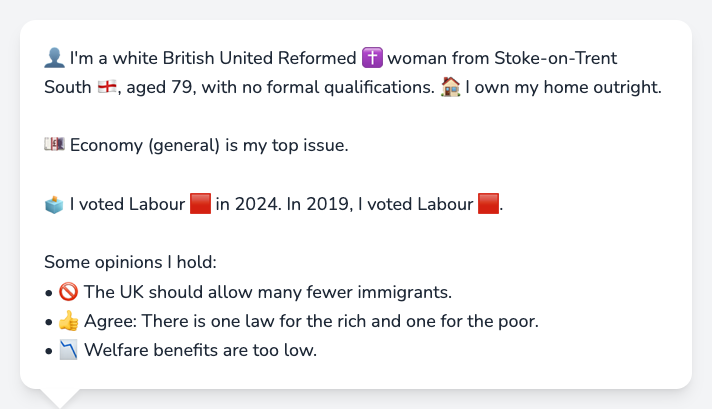 👤 I'm a white British United Reformed ✝️ woman from Stoke-on-Trent
South 🏴󠁧󠁢󠁥󠁮󠁧󠁿, aged 79, with no formal qualifications. 🏠 I own my home outright.
💷 Economy (general) is my top issue.
🗳️ I voted Labour 🟥 in 2024. In 2019, I voted Labour 🟥.
Some opinions I hold:
• 🚫 The UK should allow many fewer immigrants.
• 👍 Agree: There is one law for the rich and one for the poor.
• 📉 Welfare benefits are too low.